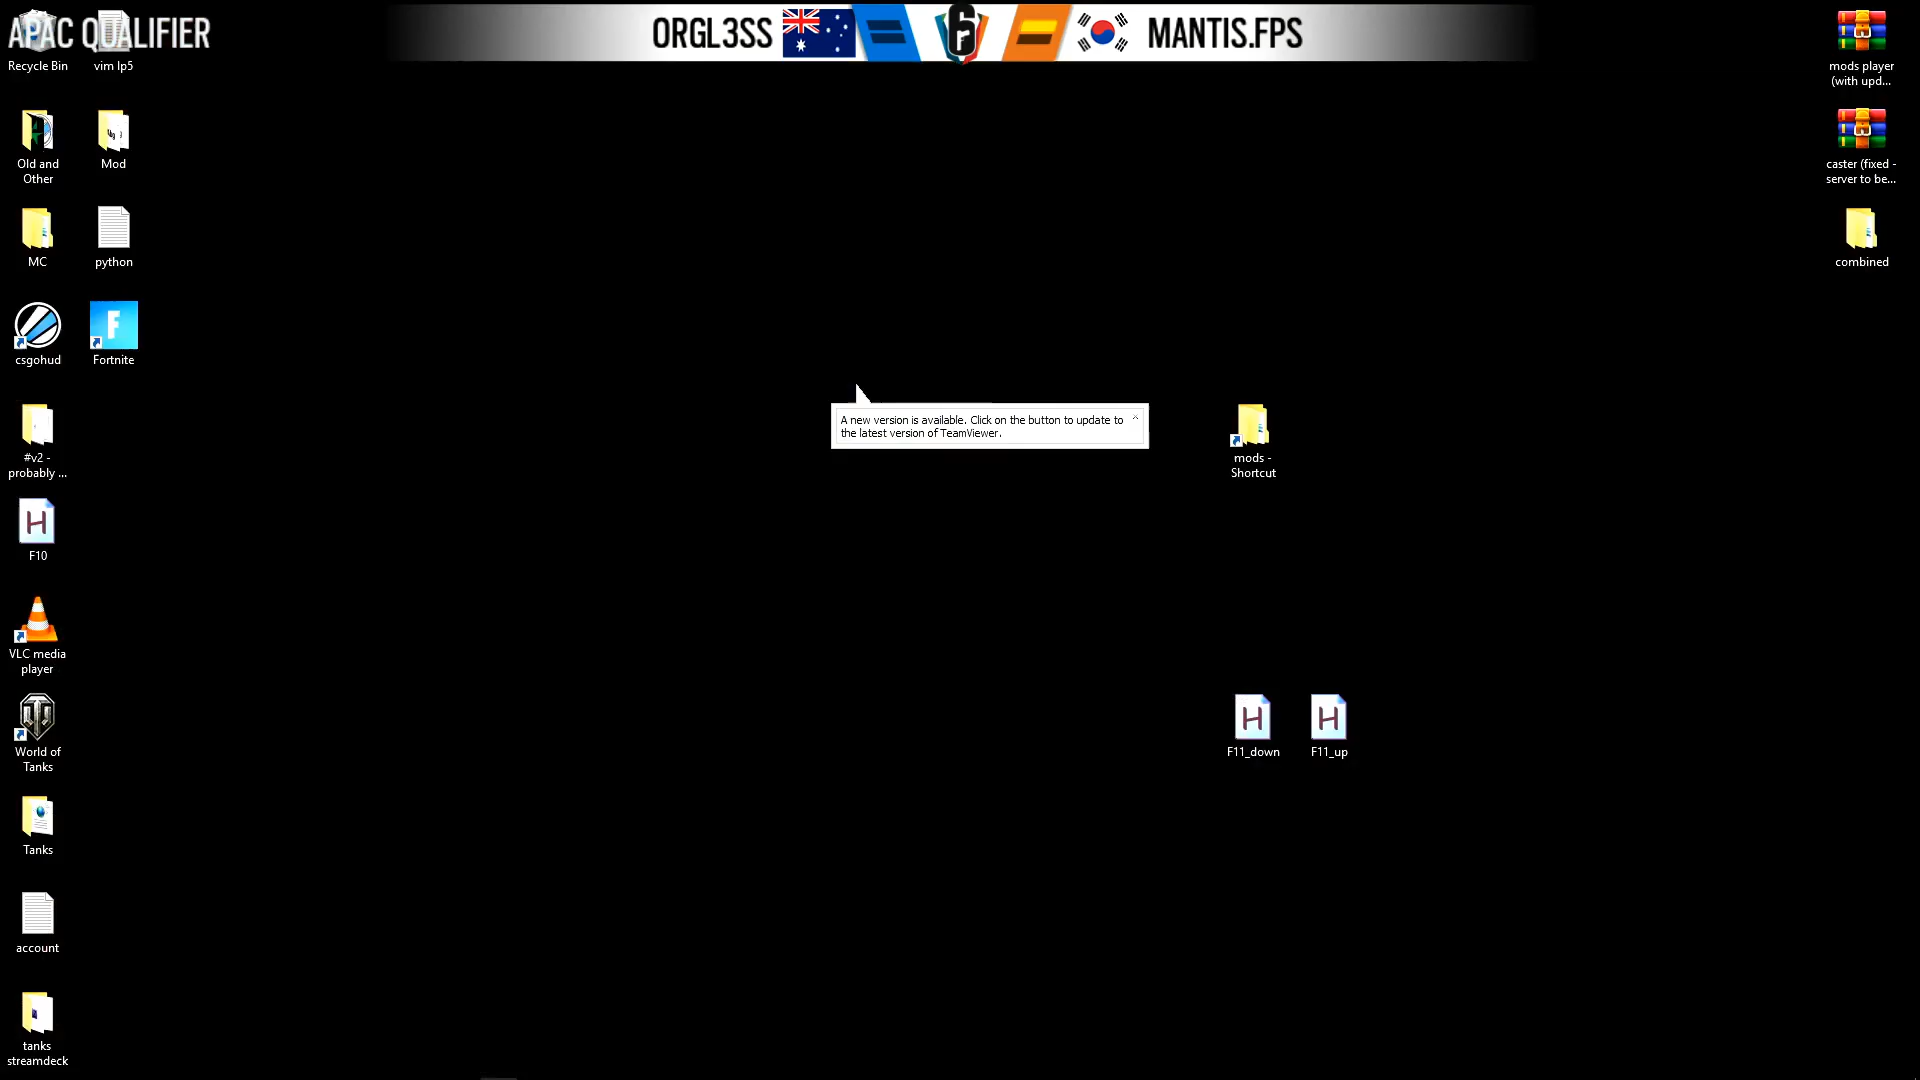 APAC QUALIFIER
ORGL3SS
MANTIS.FPS
Recycle Bin
vim lp5
mods player
(with upd...
Old and
Other
Mod
caster (fixed -
server to be...
MC
python
combined
csgohud
F
Fortnite
A new version is available. Click on the button to update to
the latest version of TeamViewer.
#v2 -
probably ...
mods -
Shortcut
H
F10
VLC media
player
H
F11_down
H
F11_up
World of
Tanks
Tanks
account
tanks
streamdeck